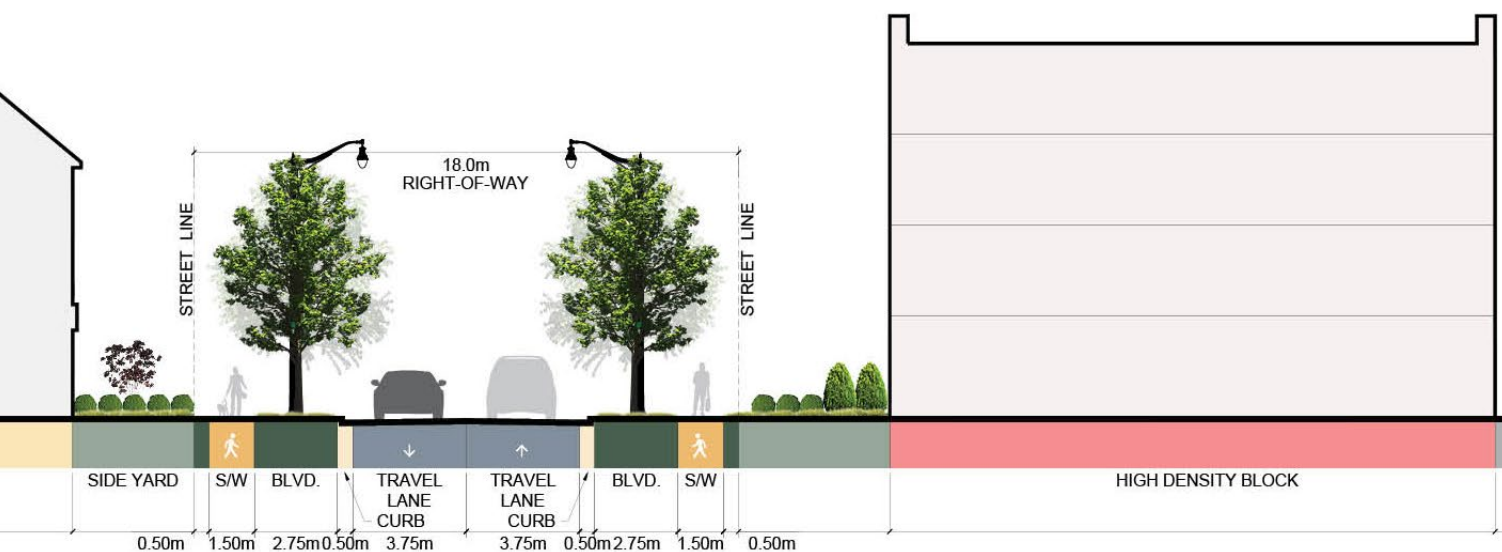 18.0m
RIGHT-OF-WAY
STREET LINE
STREET LINE
SIDE YARD
S/W
BLVD.
TRAVEL
LANE
CURB
TRAVEL
LANE
CURB
BLVD.
S/W
HIGH DENSITY BLOCK
0.50m
1.50m
2.75m
0.50m
3.75m
3.75m
0.50m
2.75m
1.50m
0.50m